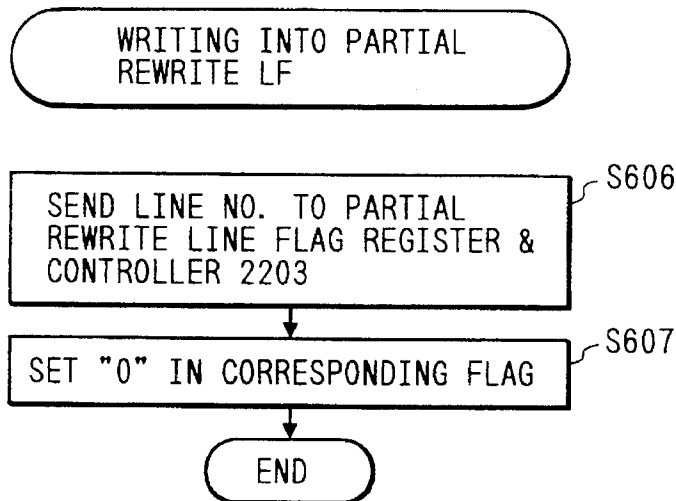 WRITING INTO PARTIAL
REWRITE LF
S606
SEND LINE NO. TO PARTIAL
REWRITE LINE FLAG REGISTER &
CONTROLLER 2203
S607
SET "0" IN CORRESPONDING FLAG
END